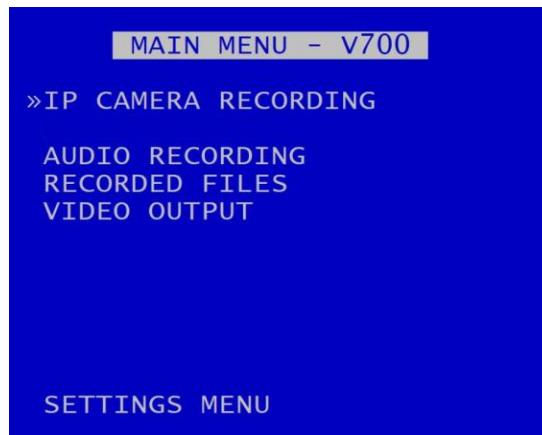 MAIN MENU - V700
»IP CAMERA RECORDING
AUDIO RECORDING
RECORDED FILES
VIDEO OUTPUT
SETTINGS MENU